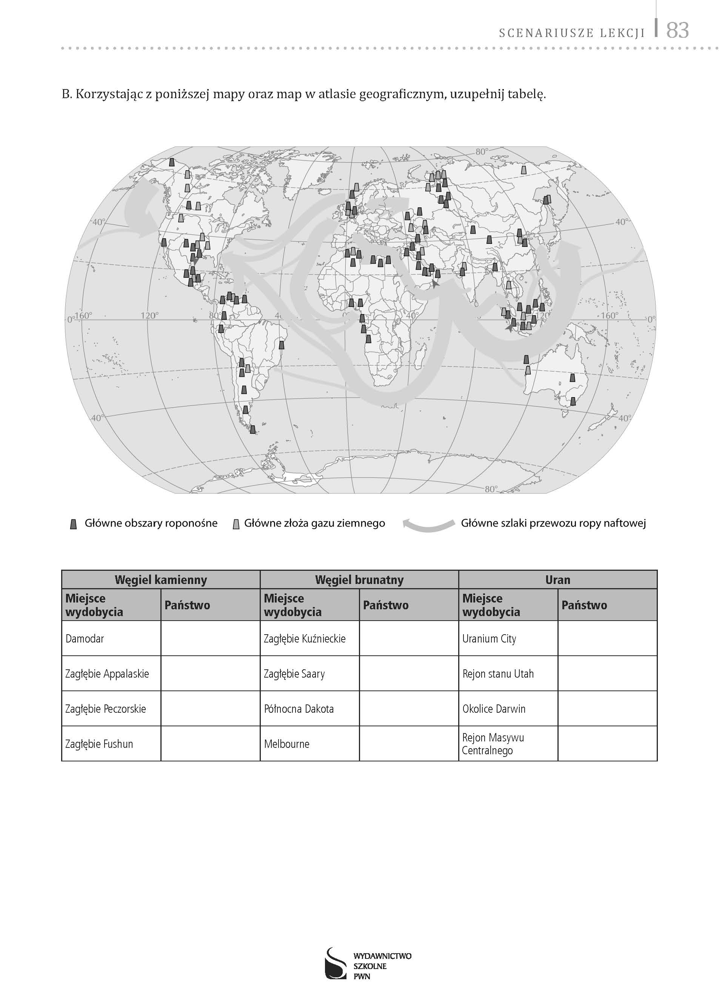 SCENARIUSZE LEKCJI 83
B. Korzystając z poniższej mapy oraz map w atlasie geograficznym, uzupełnij tabelę.
80°
40° 40°
0° 160° 120° 80° 40° 0° 40° 120 160° 0°
40° 40°
80°
Główne obszary roponośne Główne złoża gazu ziemnego Główne szlaki przewozu ropy naftowej
Węgiel kamienny Węgiel brunatny Uran
Miejsce wydobycia Państwo Miejsce wydobycia Państwo Miejsce wydobycia Państwo
Damodar Zagłębie Kuźnieckie Uranium City
Zagłębie Appalaskie Zagłębie Saary Rejon stanu Utah
Zagłębie Peczorskie Północna Dakota Okolice Darwin
Zagłębie Fushun Melbourne Rejon Masywu Centralnego
WYDAWNICTWO
SZKOLNE
PWN